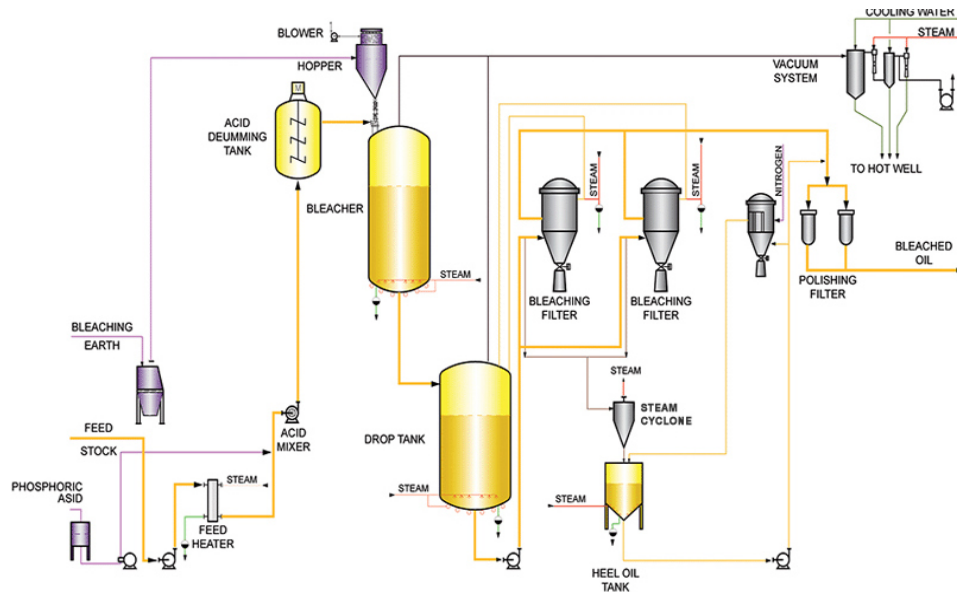 COOLING WATER
STEAM
BLOWER
HOPPER
VACUUM
SYSTEM
M
ACID
DEUMMING
TANK
TO HOT WELL
STEAM
STEAM
NITROGEN
BLEACHER
STEAM
BLEACHED
OIL
BLEACHING
FILTER
BLEACHING
FILTER
POLISHING
FILTER
BLEACHING
EARTH
STEAM
STEAM
CYCLONE
FEED
STOCK
ACID
MIXER
DROP TANK
PHOSPHORIC
ASID
STEAM
FEED
HEATER
STEAM
STEAM
HEEL OIL
TANK